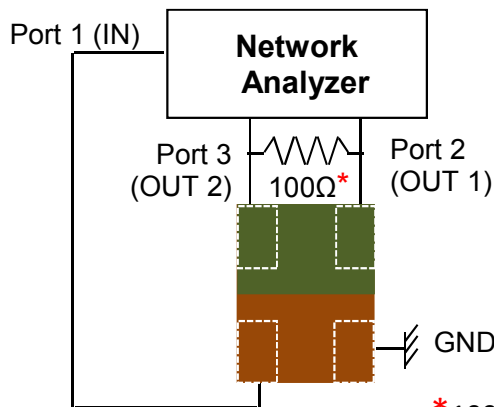 Port 1 (IN)
Network
Analyzer
Port 3
(OUT 2)
100Ω*
Port 2
(OUT 1)
GND